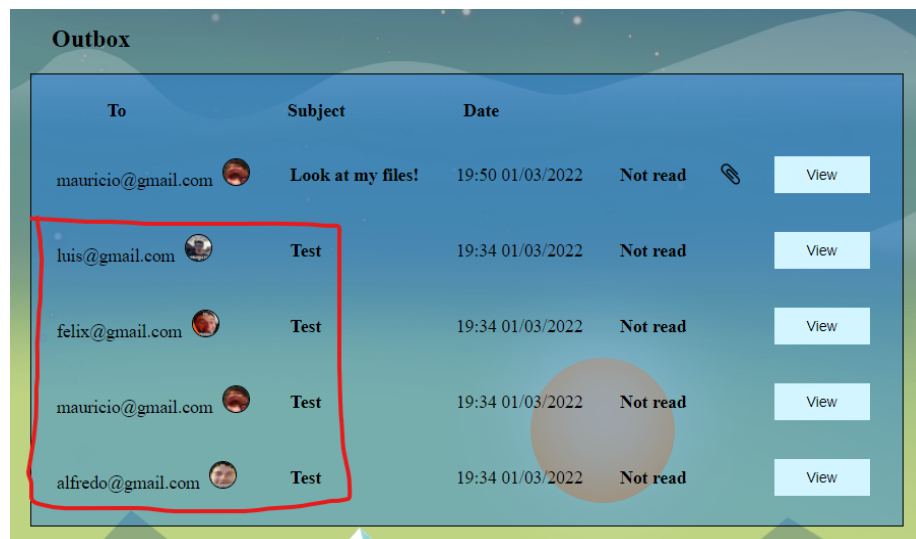 Outbox
To Subject Date
mauricio@gmail.com Look at my files! 19:50 01/03/2022 Not read View
luis@gmail.com Test 19:34 01/03/2022 Not read View
felix@gmail.com Test 19:34 01/03/2022 Not read View
mauricio@gmail.com Test 19:34 01/03/2022 Not read View
alfredo@gmail.com Test 19:34 01/03/2022 Not read View